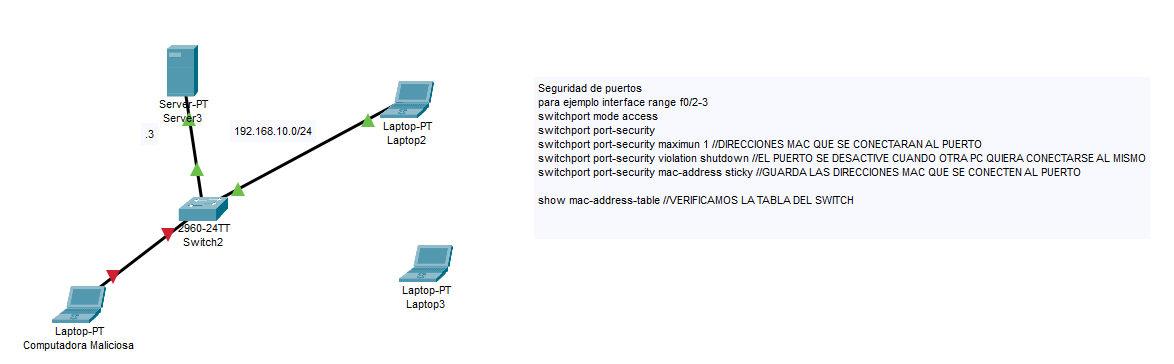 Server-PT
Server3
.3
192.168.10.0/24
Laptop-PT
Laptop2
2960-24TT
Switch2
Laptop-PT
Laptop3
Laptop-PT
Computadora Maliciosa
Seguridad de puertos
para ejemplo interface range f0/2-3
switchport mode access
switchport port-security
switchport port-security maximun 1 //DIRECCIONES MAC QUE SE CONECTARAN AL PUERTO
switchport port-security violation shutdown //EL PUERTO SE DESACTIVE CUANDO OTRA PC QUIERA CONECTARSE AL MISMO
switchport port-security mac-address sticky //GUARDA LAS DIRECCIONES MAC QUE SE CONECTEN AL PUERTO
show mac-address-table //VERIFICAMOS LA TABLA DEL SWITCH